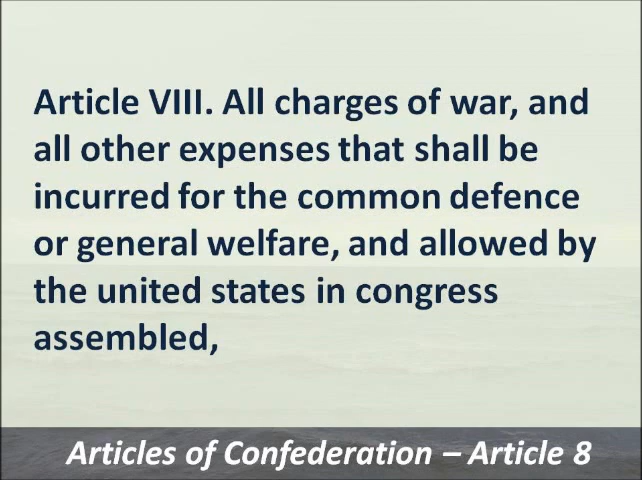 Article VIII. All charges of war, and
all other expenses that shall be
incurred for the common defence
or general welfare, and allowed by
the united states in congress
assembled,
Articles of Confederation – Article 8